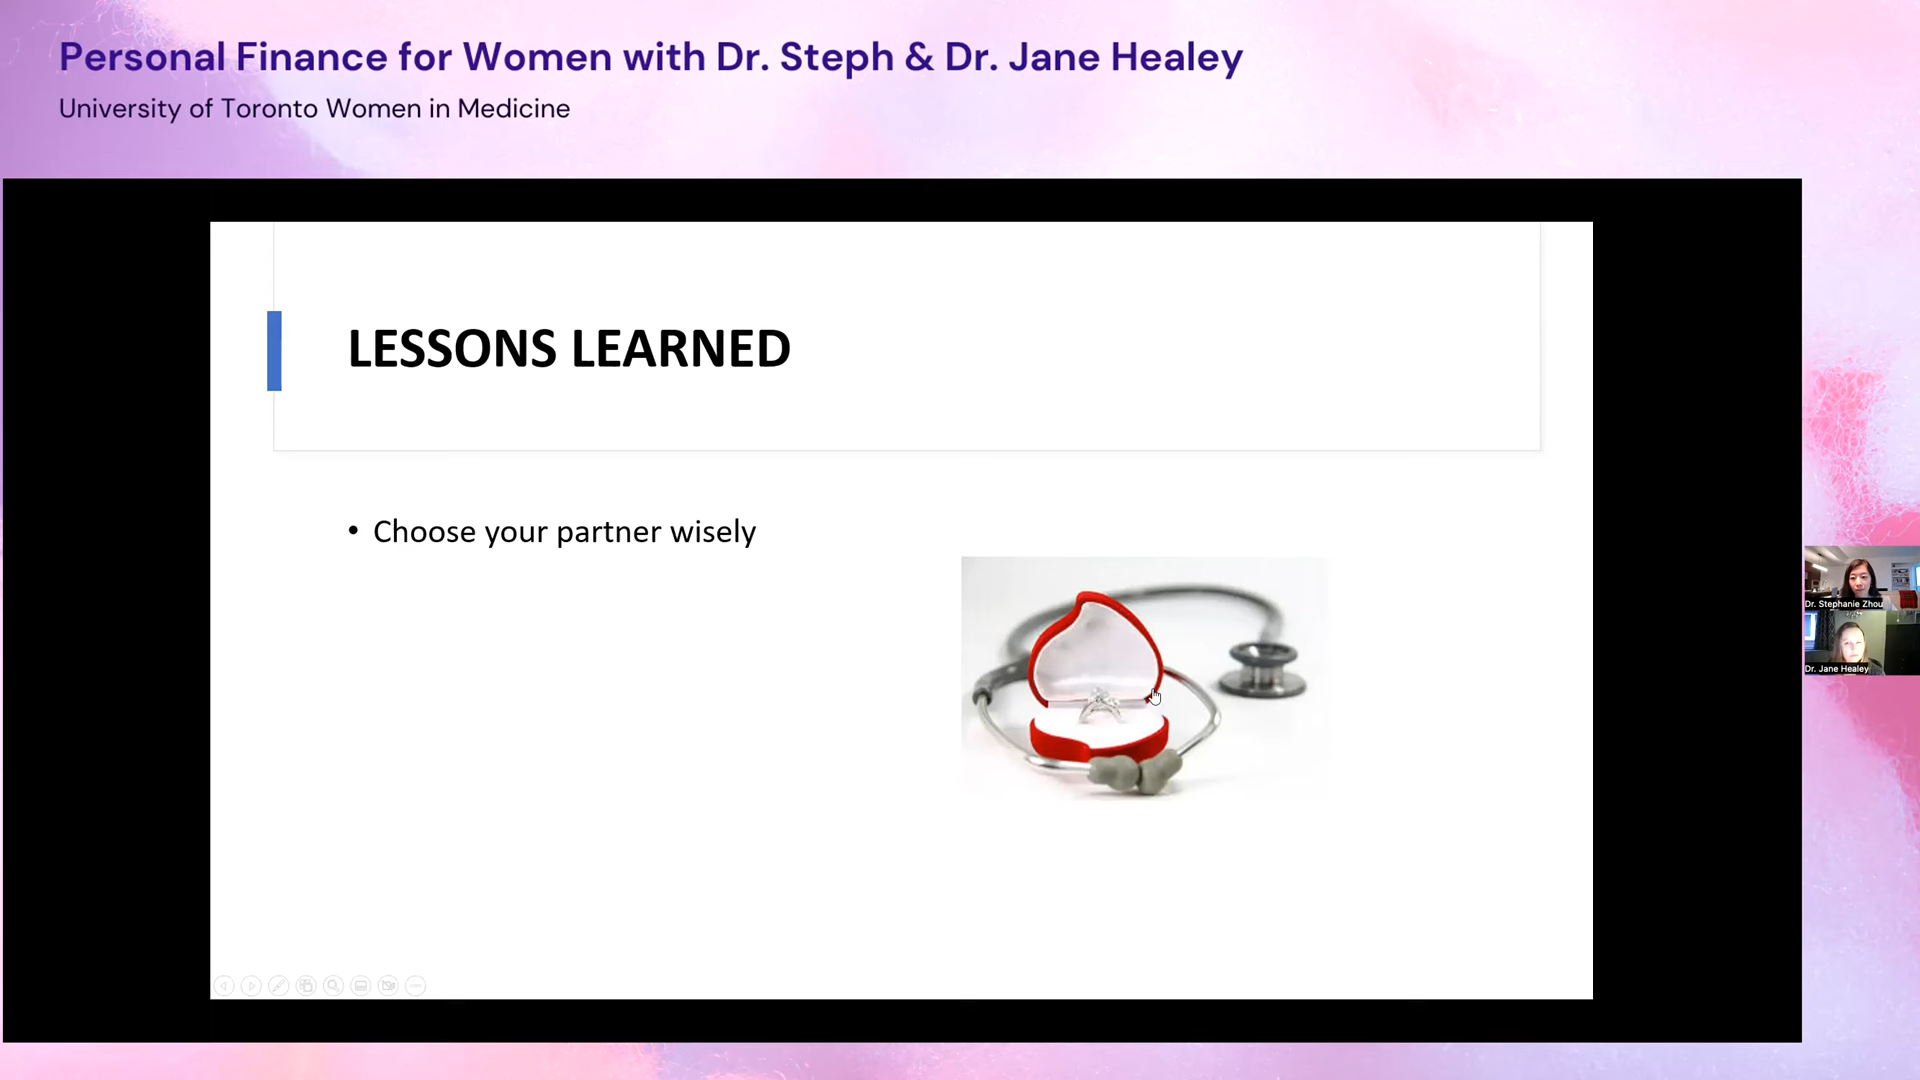 Personal Finance for Women with Dr. Steph & Dr. Jane Healey
University of Toronto Women in Medicine
LESSONS LEARNED
• Choose your partner wisely
Dr. Stephanie Zhou
Dr. Jane Healey